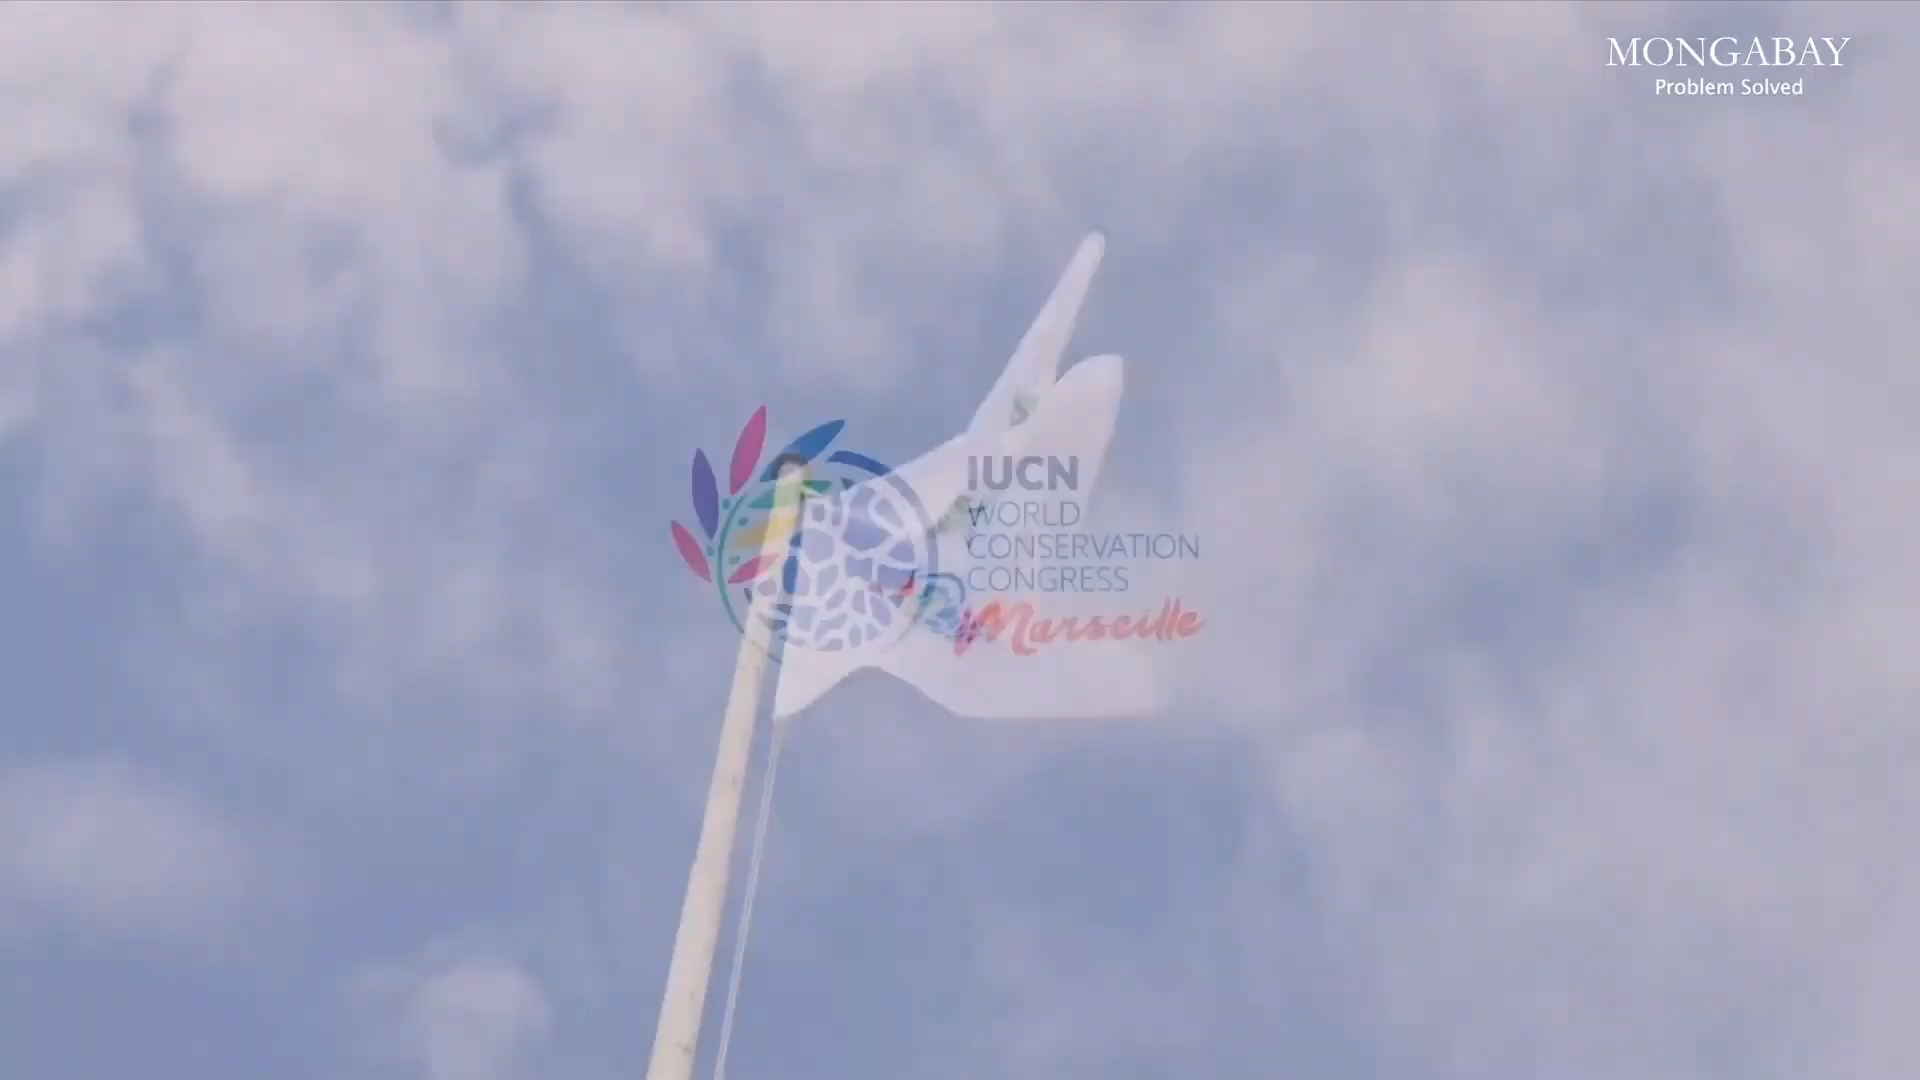 MONGABAY
Problem Solved
IUCN
WORLD
CONSERVATION
CONGRESS
Marseille